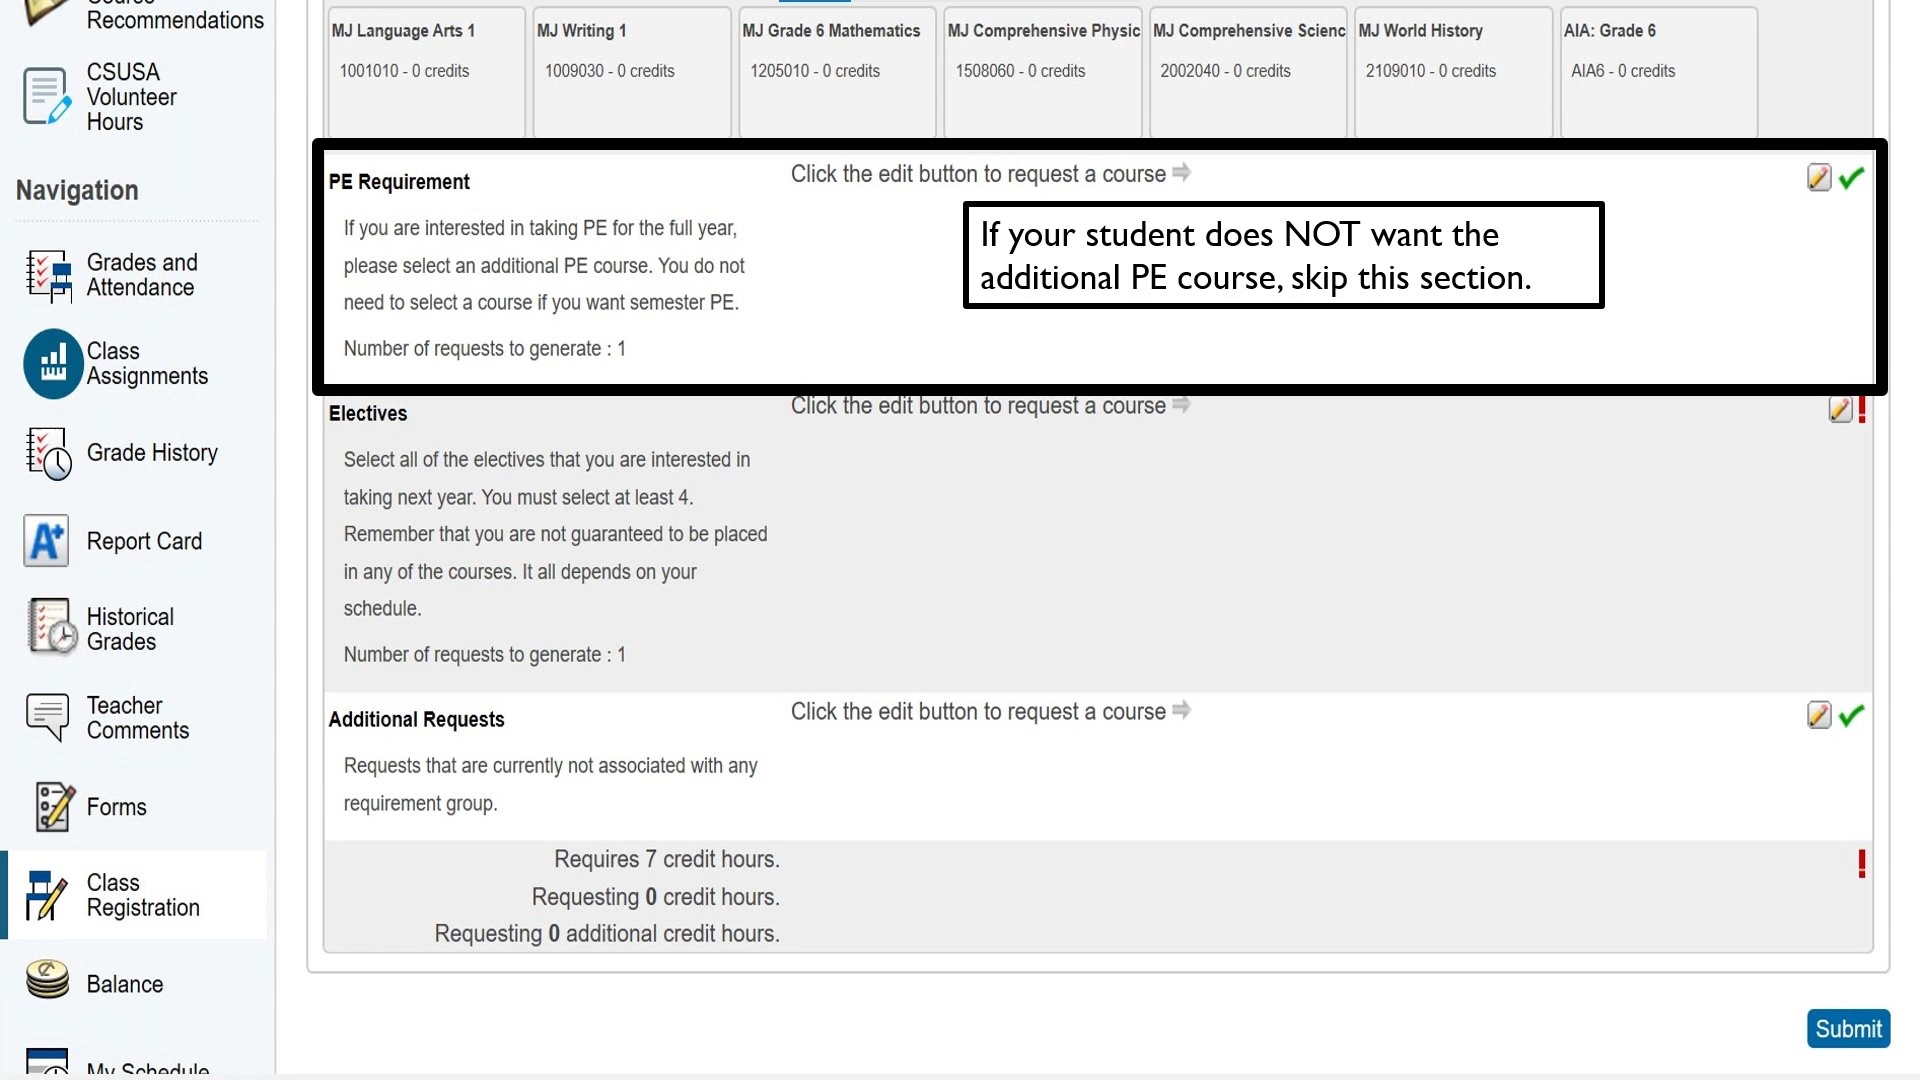 Recommendations
CSUSA
Volunteer
Hours
Navigation
Grades and
Attendance
Class
Assignments
Grade History
Report Card
Historical
Grades
Teacher
Comments
Forms
Class
Registration
Balance
My Schedule
MJ Language Arts 1
1001010 - 0 credits
MJ Writing 1
1009030 - 0 credits
MJ Grade 6 Mathematics
1205010 - 0 credits
MJ Comprehensive Physic
1508060 - 0 credits
MJ Comprehensive Scienc
2002040 - 0 credits
MJ World History
2109010 - 0 credits
AIA: Grade 6
AIA6 - 0 credits
PE Requirement
If you are interested in taking PE for the full year,
please select an additional PE course. You do not
need to select a course if you want semester PE.
Number of requests to generate : 1
Click the edit button to request a course
If your student does NOT want the
additional PE course, skip this section.
Electives
Select all of the electives that you are interested in
taking next year. You must select at least 4.
Remember that you are not guaranteed to be placed
in any of the courses. It all depends on your
schedule.
Number of requests to generate : 1
Click the edit button to request a course
Additional Requests
Requests that are currently not associated with any
requirement group.
Click the edit button to request a course
Requires 7 credit hours.
Requesting 0 credit hours.
Requesting 0 additional credit hours.
Submit